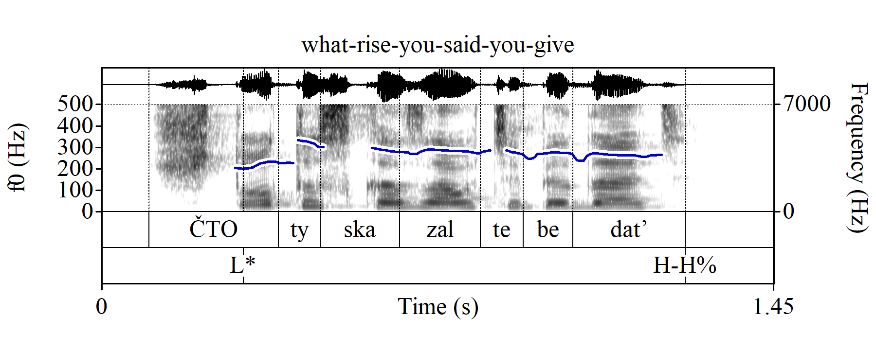 what-rise-you-said-you-give
500
400
300
200
100
0
f0 (Hz)
7000
0
Frequency (Hz)
ČTO ty ska zal te be dat’
L* H-H%
0 Time (s) 1.45